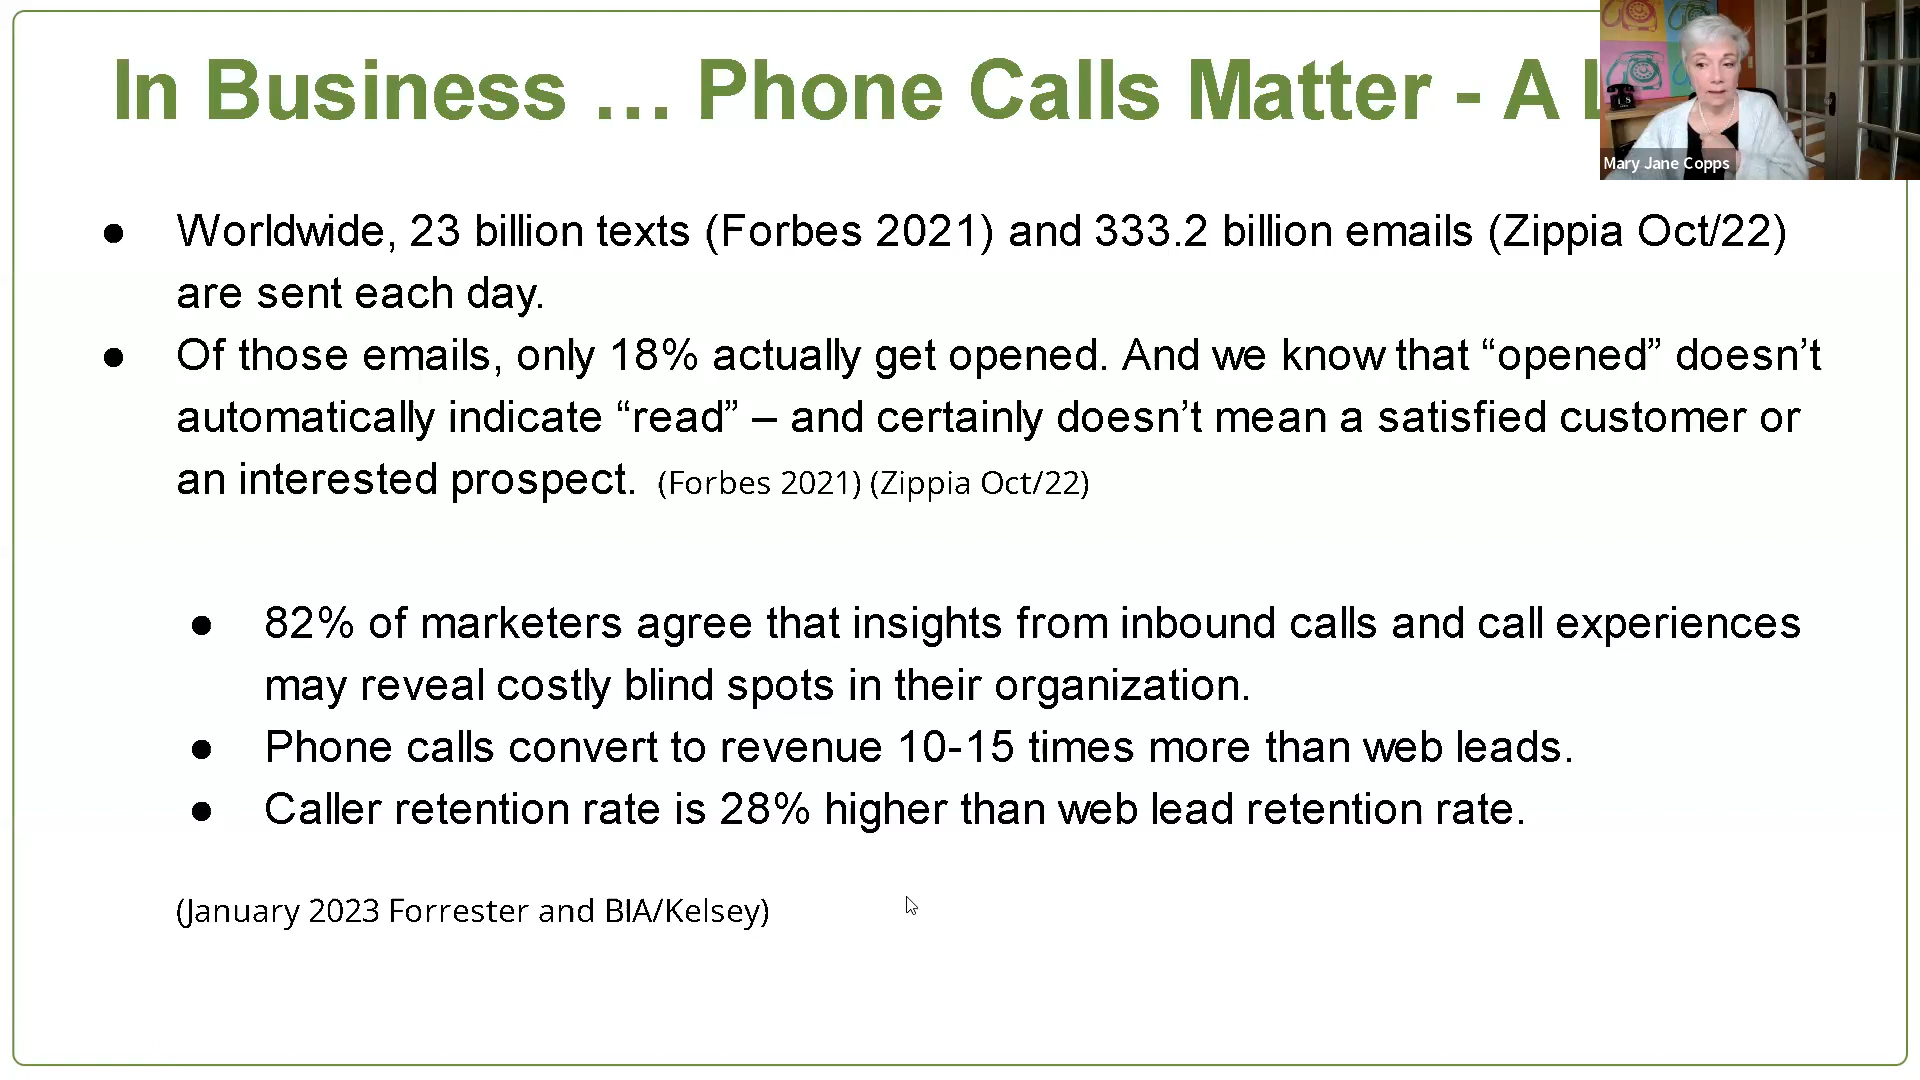 In Business … Phone Calls Matter - A
Mary Jane Copps
● Worldwide, 23 billion texts (Forbes 2021) and 333.2 billion emails (Zippia Oct/22)
are sent each day.
● Of those emails, only 18% actually get opened. And we know that “opened” doesn’t
automatically indicate “read” – and certainly doesn’t mean a satisfied customer or
an interested prospect. (Forbes 2021) (Zippia Oct/22)
● 82% of marketers agree that insights from inbound calls and call experiences
may reveal costly blind spots in their organization.
● Phone calls convert to revenue 10-15 times more than web leads.
● Caller retention rate is 28% higher than web lead retention rate.
(January 2023 Forrester and BIA/Kelsey)